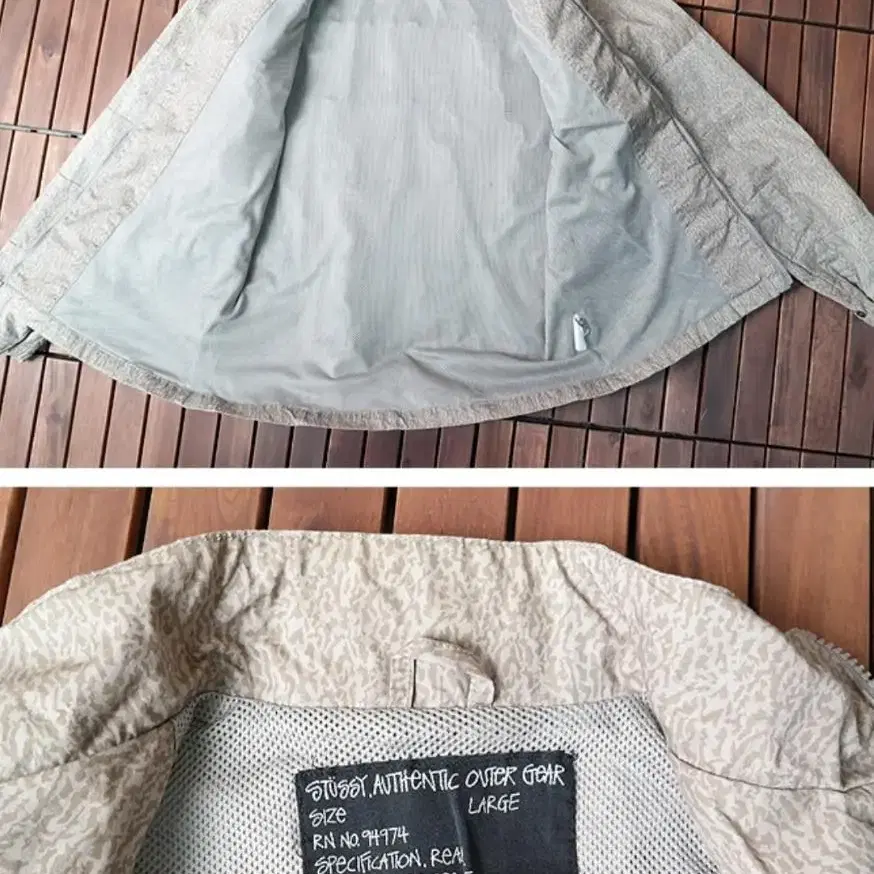 STÜSSY. AUTHENTIC OUTER GEAR
SIZE LARGE
RN NO. 94974
SPECIFICATION. REAL